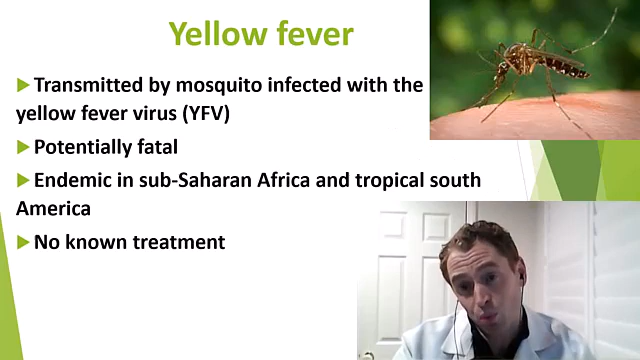 Yellow fever
Transmitted by mosquito infected with the
yellow fever virus (YFV)
Potentially fatal
Endemic in sub-Saharan Africa and tropical south
America
No known treatment